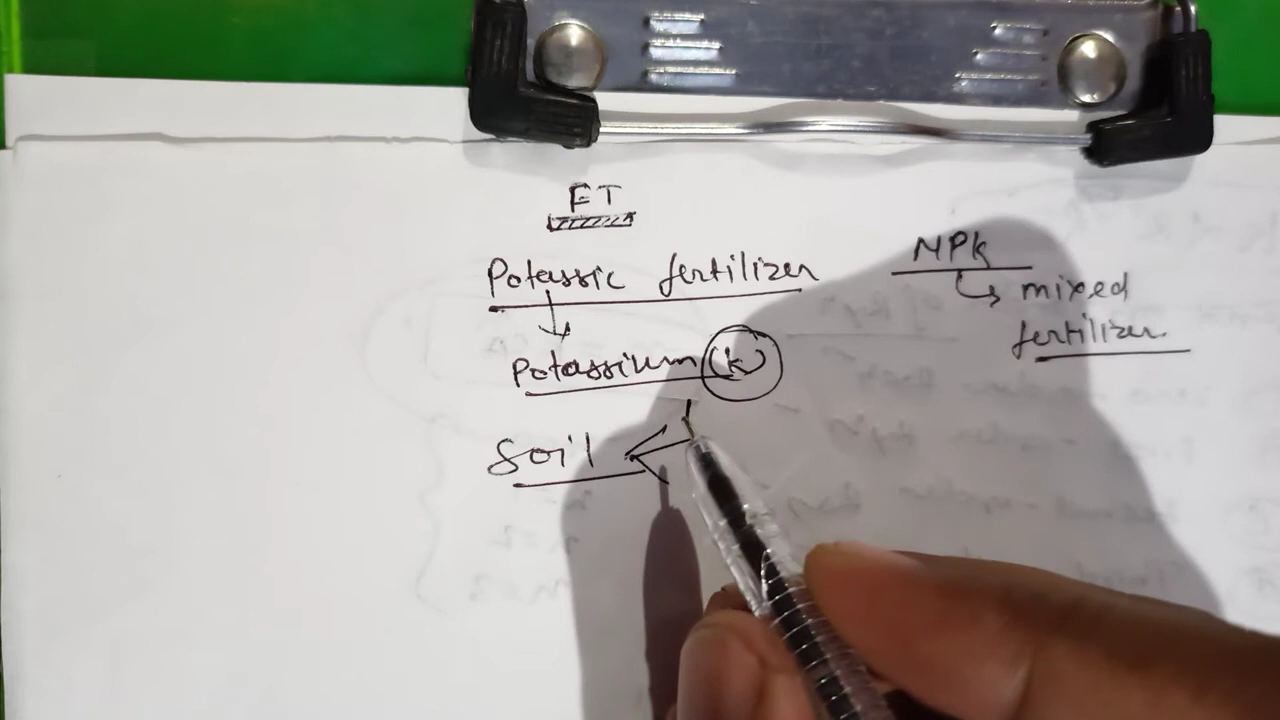 FT
Potassic fertilizer
NPK
mixed
fertilizer
Potassium (k)
Soil